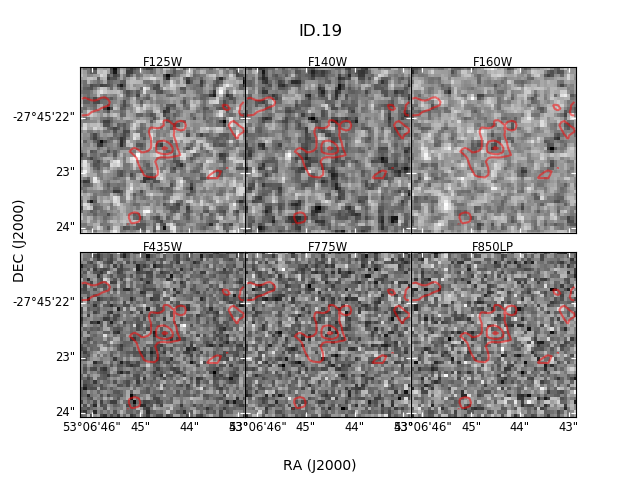 ID.19
F125W F140W F160W
-27°45'22"
23"
24"
F435W F775W F850LP
-27°45'22"
23"
24"
53°06'46" 45" 44" 53°06'46" 45" 44" 53°06'46" 45" 44" 43"
DEC (J2000)
RA (J2000)